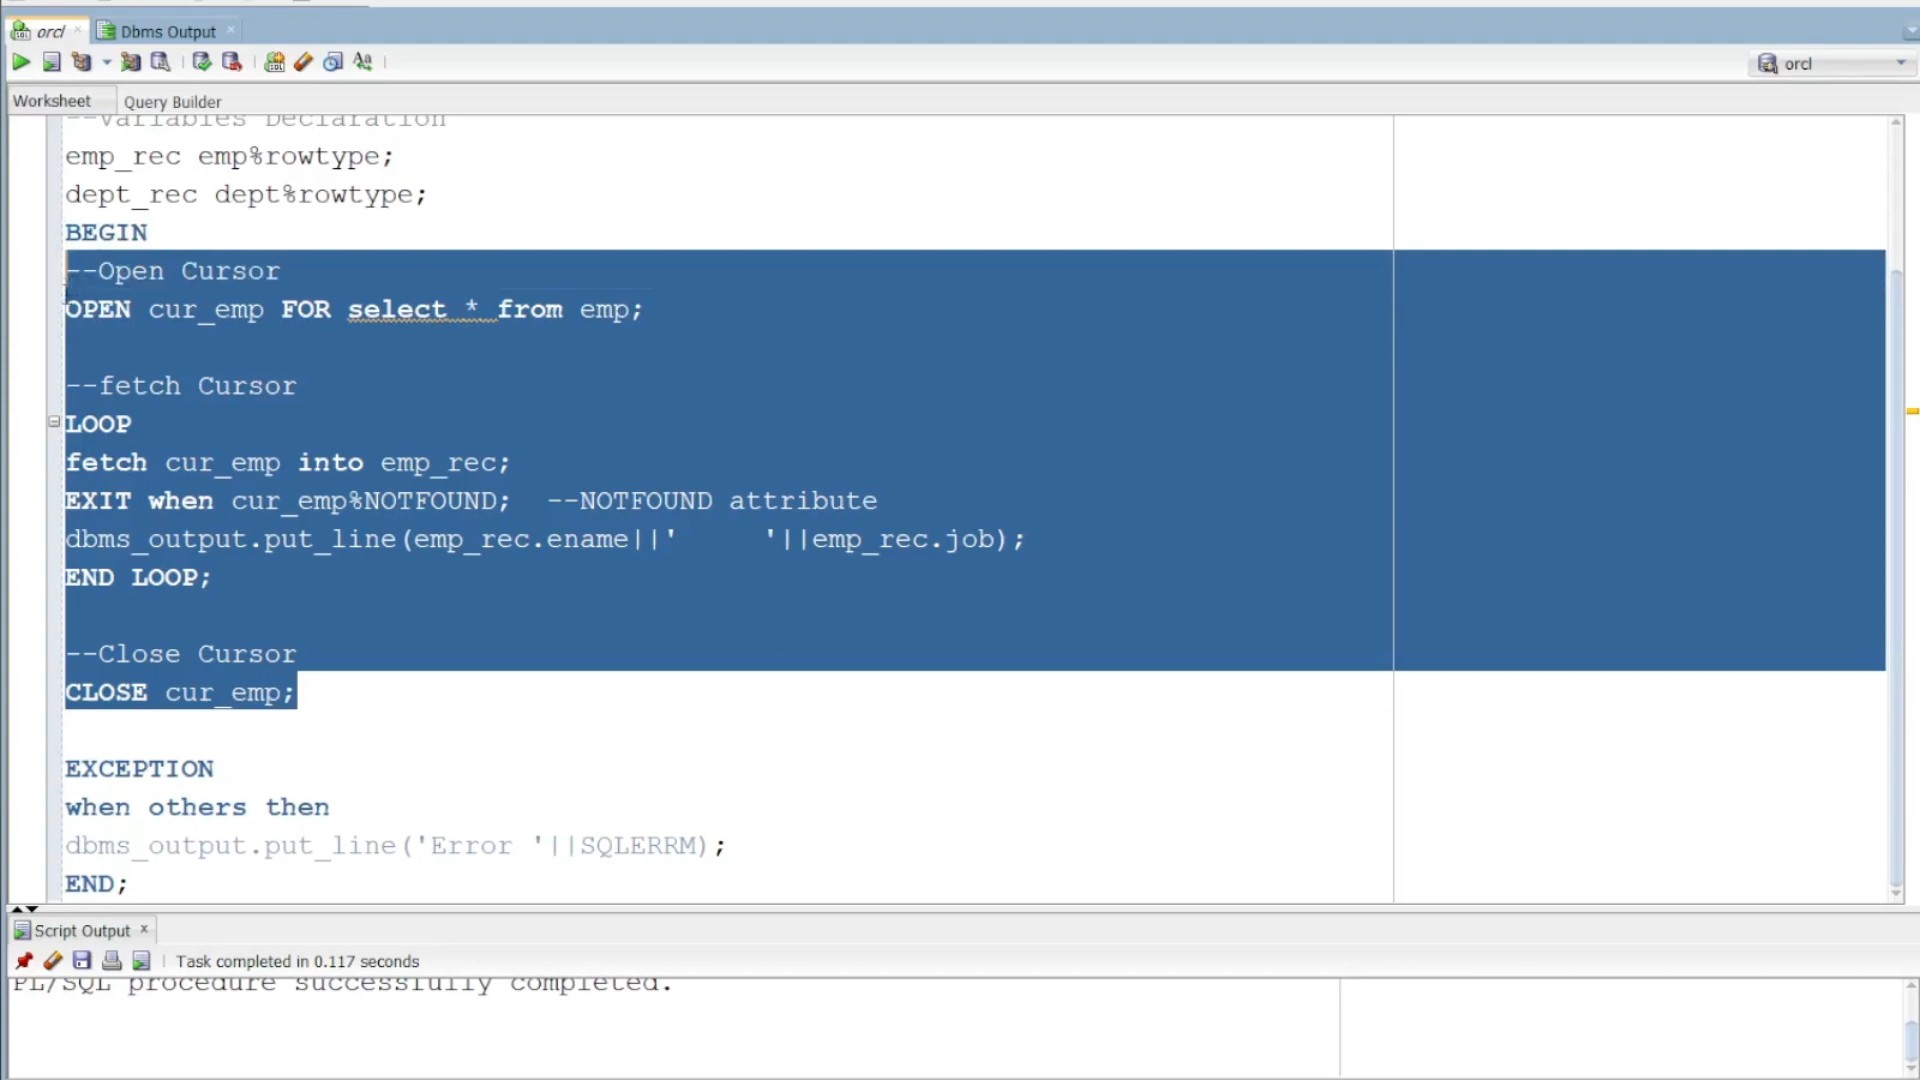 orcl
Dbms Output
orcl
Worksheet
Query Builder
--Variables Declaration
emp_rec emp%rowtype;
dept_rec dept%rowtype;
BEGIN
--Open Cursor
OPEN cur_emp FOR select * from emp;
--fetch Cursor
LOOP
fetch cur_emp into emp_rec;
EXIT when cur_emp%NOTFOUND;  --NOTFOUND attribute
dbms_output.put_line(emp_rec.ename||'     '||emp_rec.job);
END LOOP;
--Close Cursor
CLOSE cur_emp;
EXCEPTION
when others then
dbms_output.put_line('Error '||SQLERRM);
END;
Script Output
Task completed in 0.117 seconds
PL/SQL procedure successfully completed.